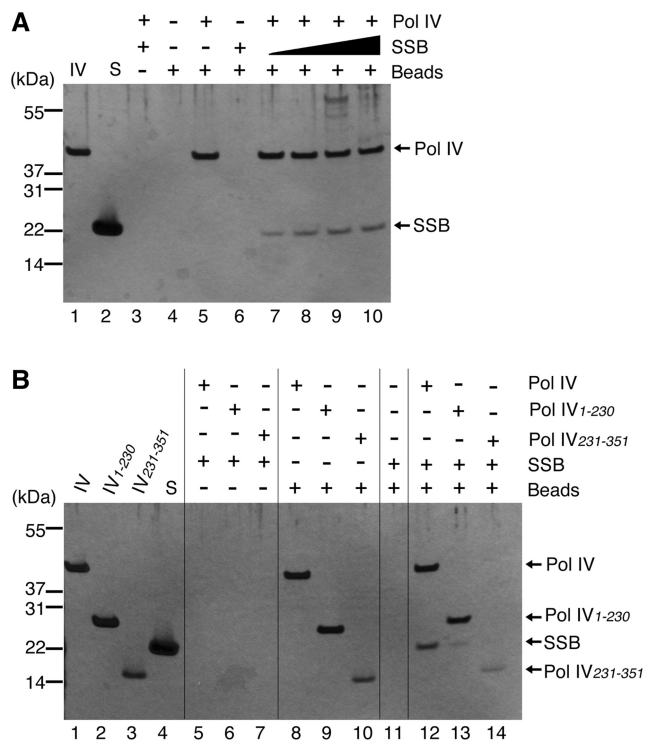 A
+ - + - + + + + Pol IV
+ - - + SSB
(kDa) IV S - + + + + + + + Beads
55
Pol IV
37
31
22 SSB
14
1 2 3 4 5 6 7 8 9 10
B
+ - - + - - - + - - Pol IV
- + - - + - - - + - Pol IV1-230
- - + - - + - - - + Pol IV231-351
+ + + - - - + + + + SSB
(kDa) IV IV1-230 IV231-351 S - - - + + + + + + + Beads
55
Pol IV
37
31 Pol IV1-230
22 SSB
14 Pol IV231-351
1 2 3 4 5 6 7 8 9 10 11 12 13 14